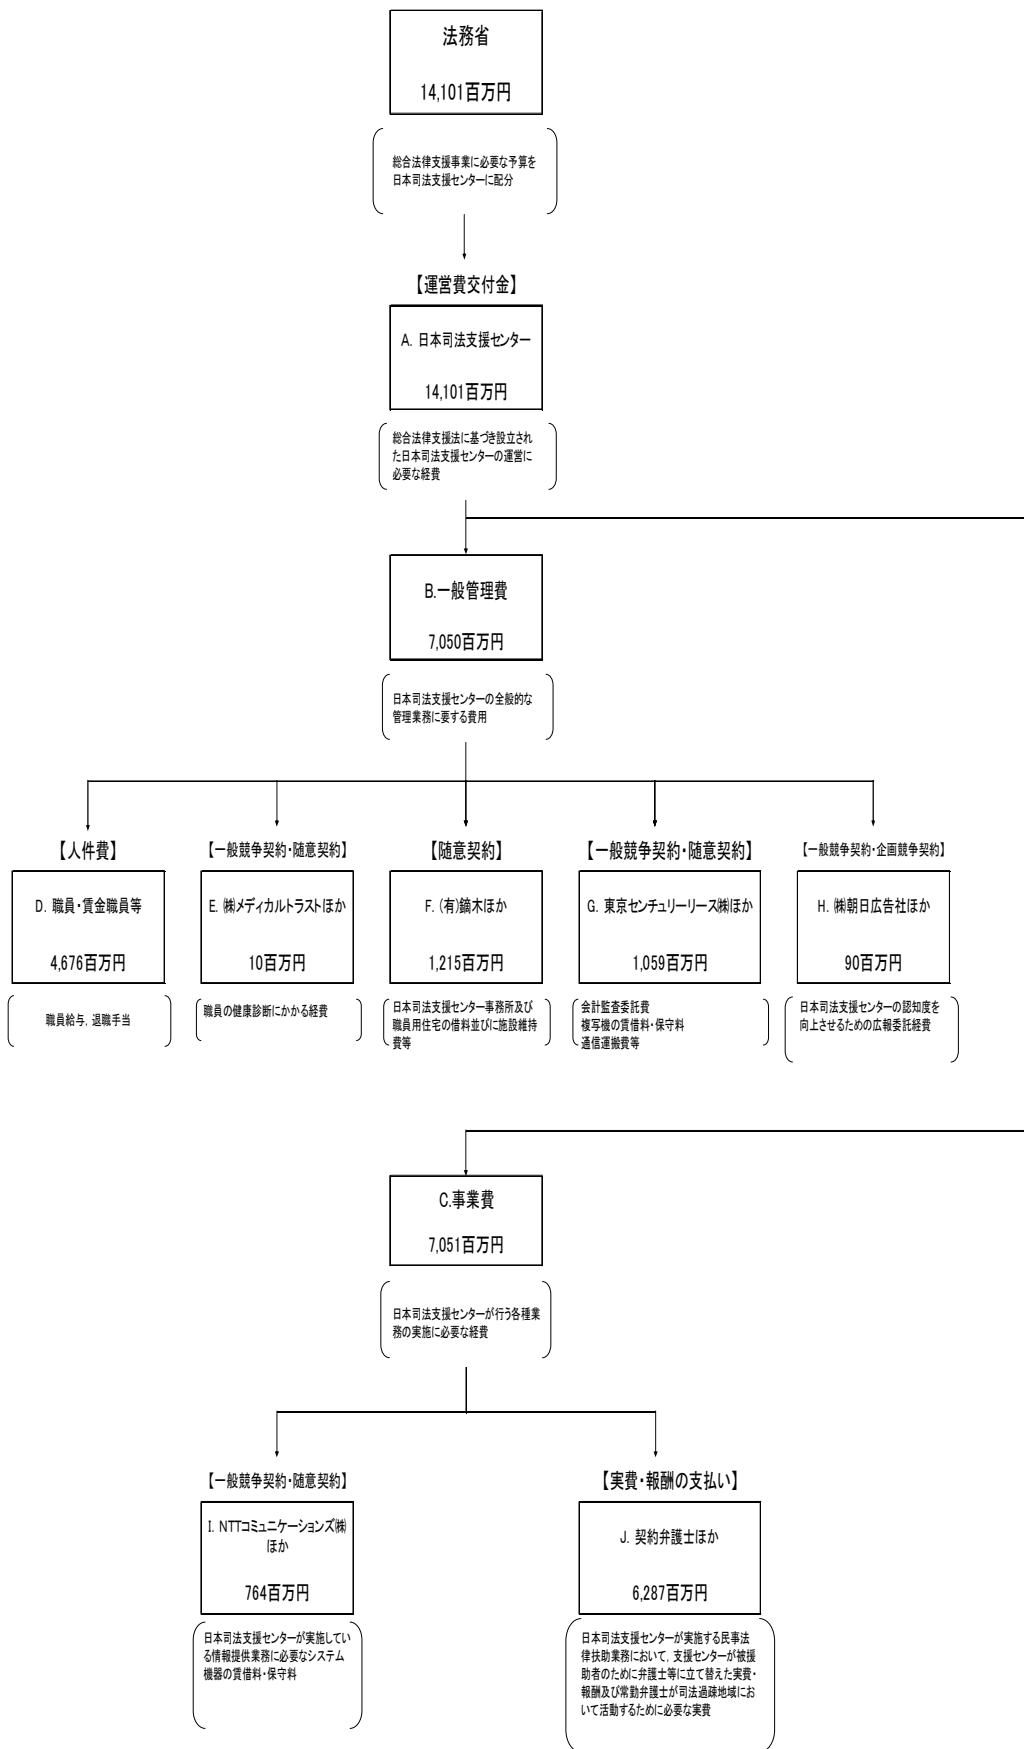 法務省
14,101百万円
総合法律支援事業に必要な予算を
日本司法支援センターに配分
【運営費交付金】
A. 日本司法支援センター
14,101百万円
総合法律支援法に基づき設立され
た日本司法支援センターの運営に
必要な経費
B.一般管理費
7,050百万円
日本司法支援センターの全般的な
管理業務に要する費用
【人件費】
D. 職員・賃金職員等
4,676百万円
職員給与, 退職手当
【一般競争契約・随意契約】
E. ㈱メディカルトラストほか
10百万円
職員の健康診断にかかる経費
【随意契約】
F. (有)鏑木ほか
1,215百万円
日本司法支援センター事務所及び
職員用住宅の借料並びに施設維持
費等
【一般競争契約・随意契約】
G. 東京センチュリーリース㈱ほか
1,059百万円
会計監査委託費
複写機の賃借料・保守料
通信運搬費等
【一般競争契約・企画競争契約】
H. ㈱朝日広告社ほか
90百万円
日本司法支援センターの認知度を
向上させるための広報委託経費
C.事業費
7,051百万円
日本司法支援センターが行う各種業
務の実施に必要な経費
【一般競争契約・随意契約】
I. NTTコミュニケーションズ㈱
ほか
764百万円
日本司法支援センターが実施してい
る情報提供業務に必要なシステム
機器の賃借料・保守料
【実費・報酬の支払い】
J. 契約弁護士ほか
6,287百万円
日本司法支援センターが実施する民事法
律扶助業務において, 支援センターが被援
助者のために弁護士等に立て替えた実費・
報酬及び常勤弁護士が司法過疎地域にお
いて活動するために必要な実費